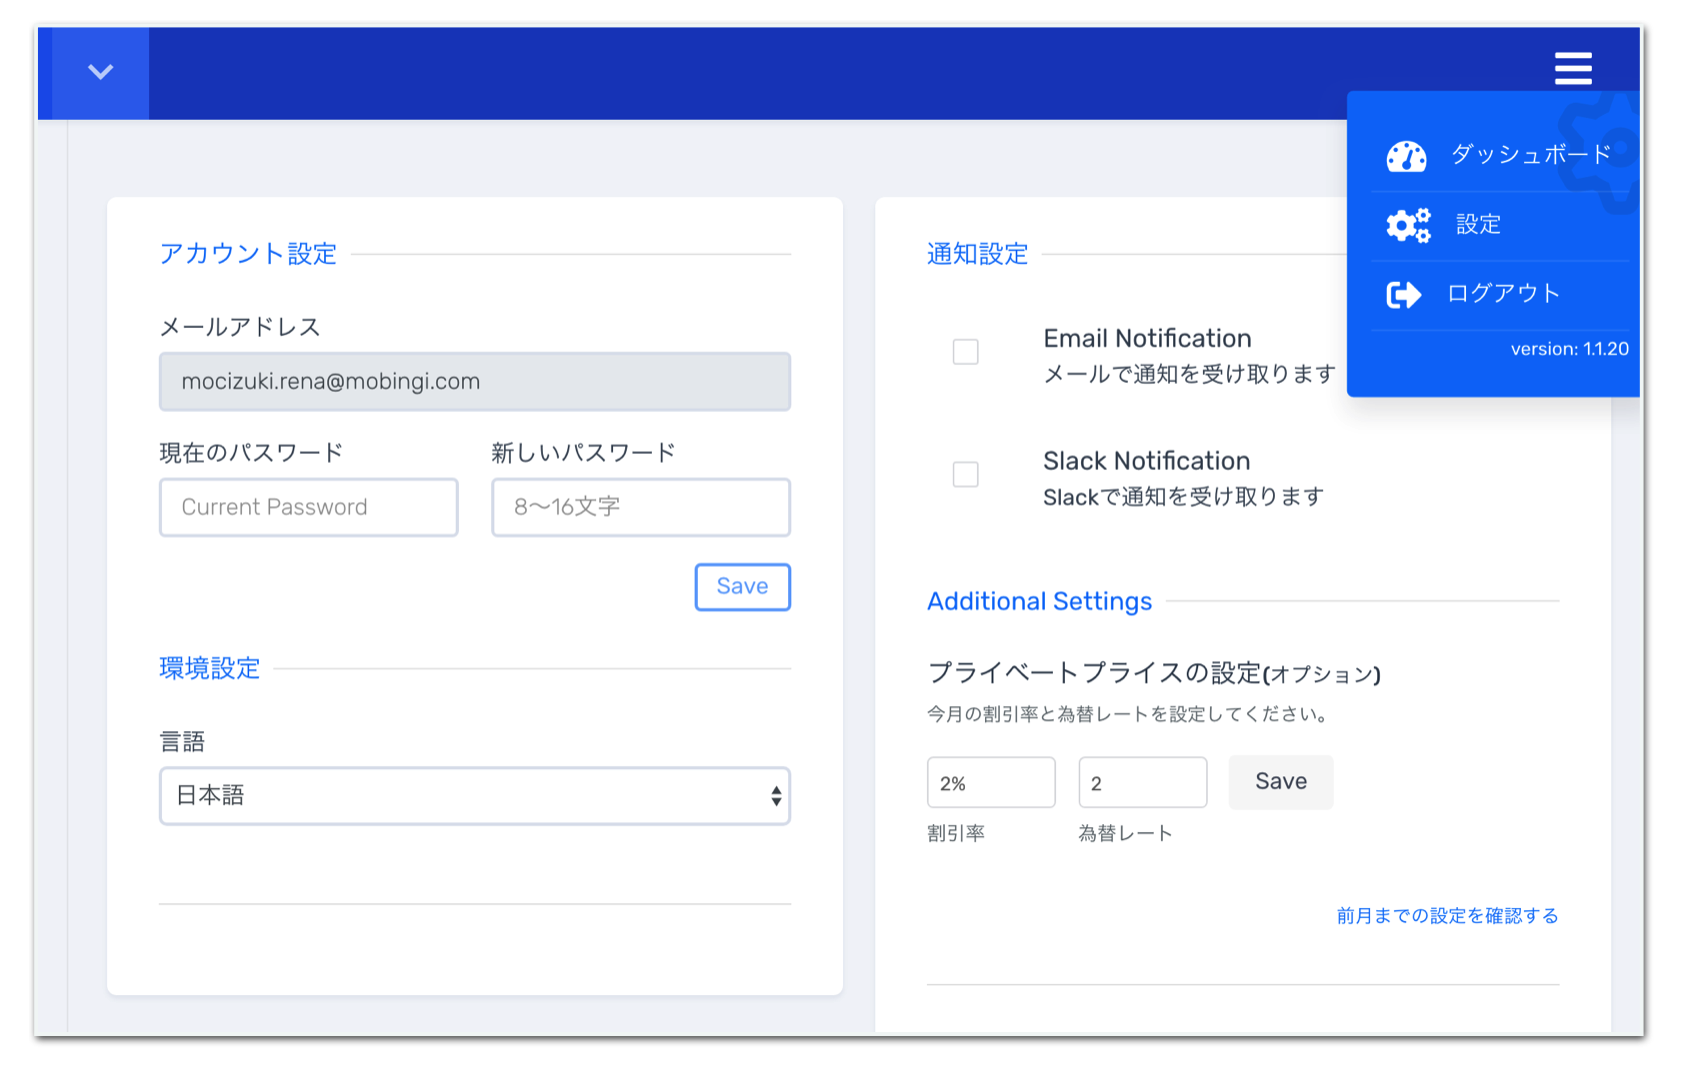 ダッシュボード
設定
ログアウト
version: 1.1.20
アカウント設定
メールアドレス
mocizuki.rena@mobingi.com
現在のパスワード
新しいパスワード
Current Password
8〜16文字
Save
環境設定
言語
日本語
通知設定
Email Notification
メールで通知を受け取ります
Slack Notification
Slackで通知を受け取ります
Additional Settings
プライベートプライスの設定(オプション)
今月の割引率と為替レートを設定してください。
2%
2
Save
割引率
為替レート
前月までの設定を確認する